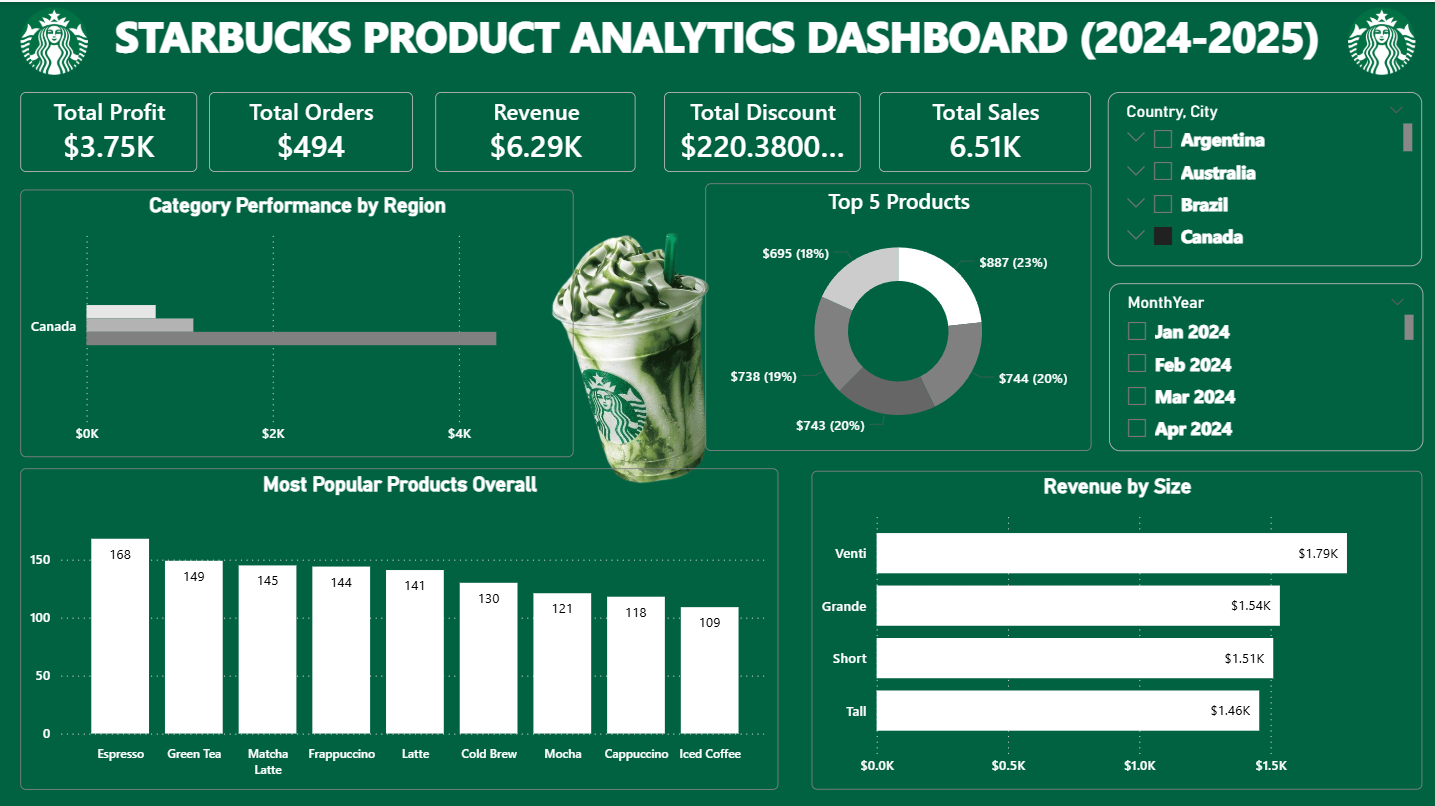 STARBUCKS PRODUCT ANALYTICS DASHBOARD (2024-2025)
Total Profit
$3.75K
Total Orders
$494
Revenue
$6.29K
Total Discount
$220.3800...
Total Sales
6.51K
Country, City
Argentina
Australia
Brazil
Canada
Category Performance by Region
Canada
$0K
$2K
$4K
Top 5 Products
$695 (18%)
$887 (23%)
$738 (19%)
$744 (20%)
$743 (20%)
MonthYear
Jan 2024
Feb 2024
Mar 2024
Apr 2024
Most Popular Products Overall
150
100
50
0
168
149
145
144
141
130
121
118
109
Espresso
Green Tea
Matcha
Latte
Frappuccino
Latte
Cold Brew
Mocha
Cappuccino
Iced Coffee
Revenue by Size
Venti
$1.79K
Grande
$1.54K
Short
$1.51K
Tall
$1.46K
$0.0K
$0.5K
$1.0K
$1.5K